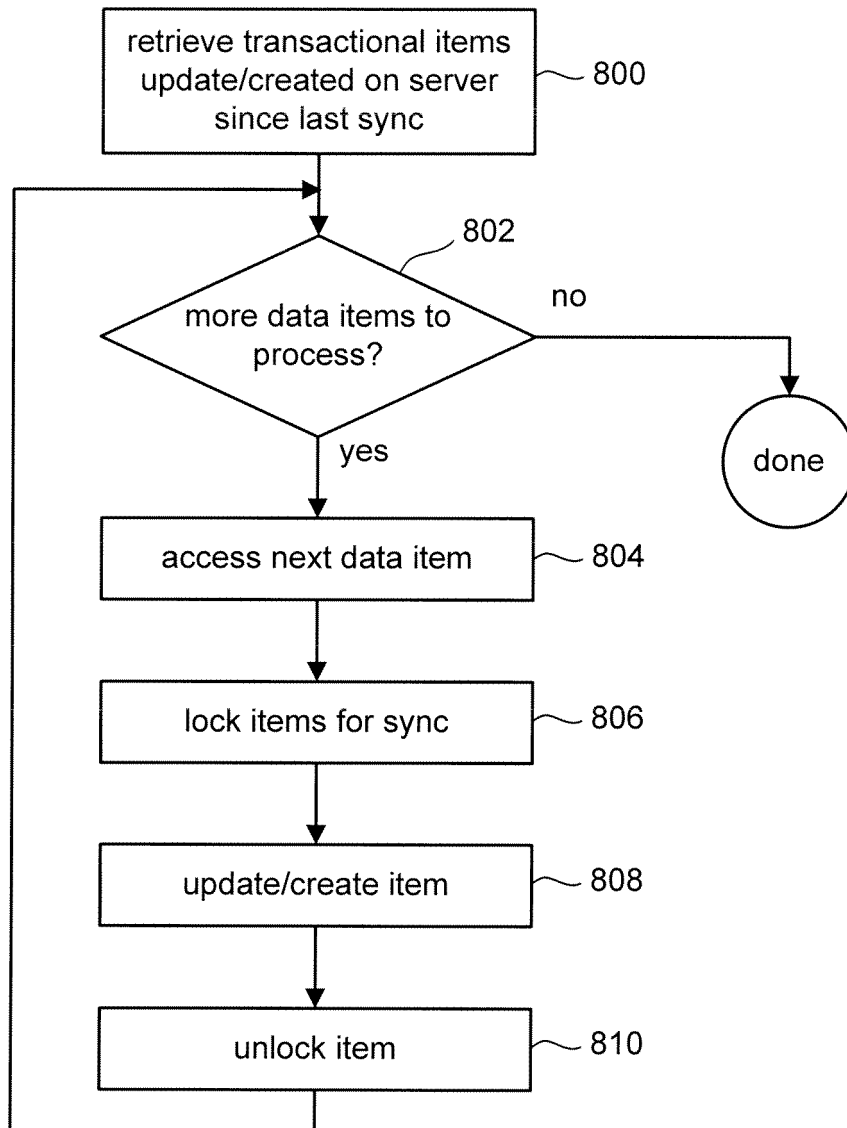 retrieve transactional items
update/created on server
since last sync
800
802
more data items to
process?
no
yes
done
access next data item
804
lock items for sync
806
update/create item
808
unlock item
810